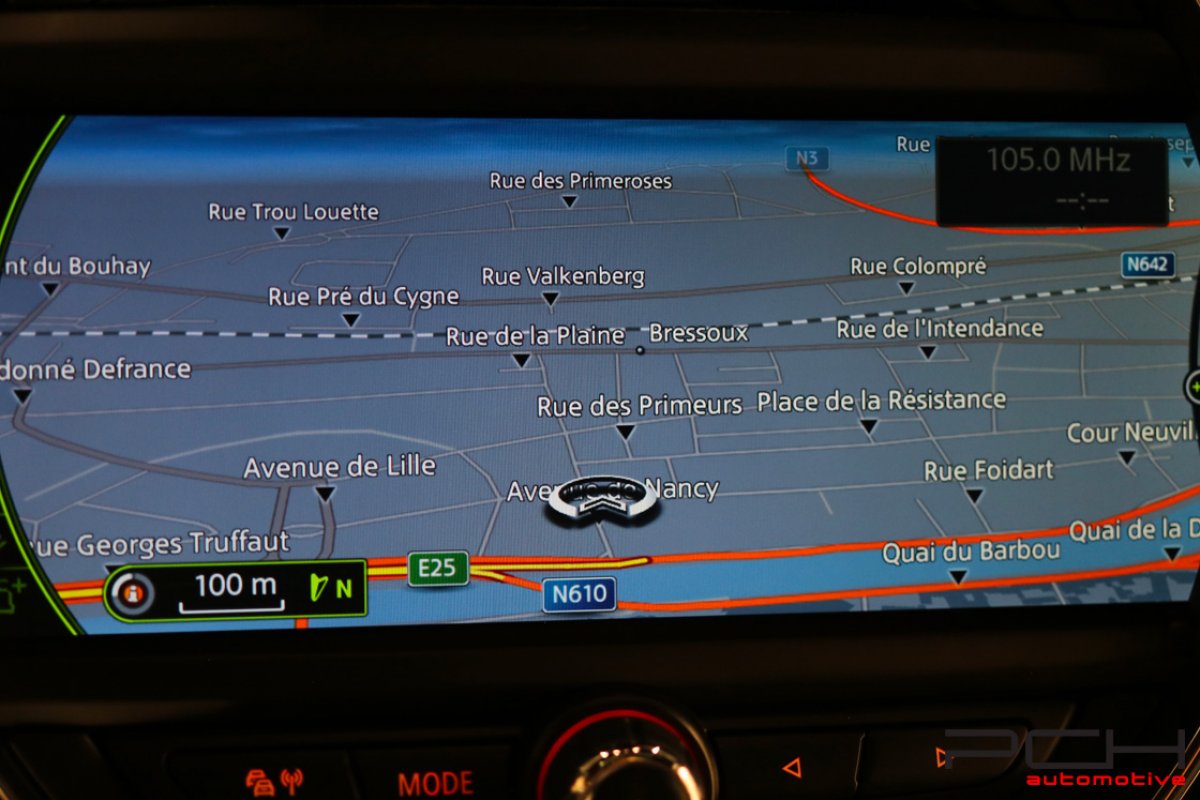 Rue
N3
105.0 MHz
--:--
Rue des Primeroses
Rue Trou Louette
nt du Bouhay
Rue Valkenberg
Rue Colompré
N642
Rue Pré du Cygne
Rue de la Plaine
Bressoux
Rue de l'Intendance
donné Defrance
Rue des Primeurs
Place de la Résistance
Cour Neuvil
Avenue de Lille
Rue Foidart
Avenue de Nancy
ue Georges Truffaut
Quai du Barbou
Quai de la D
E25
100 m
N
N610
MODE
PCH
automotive